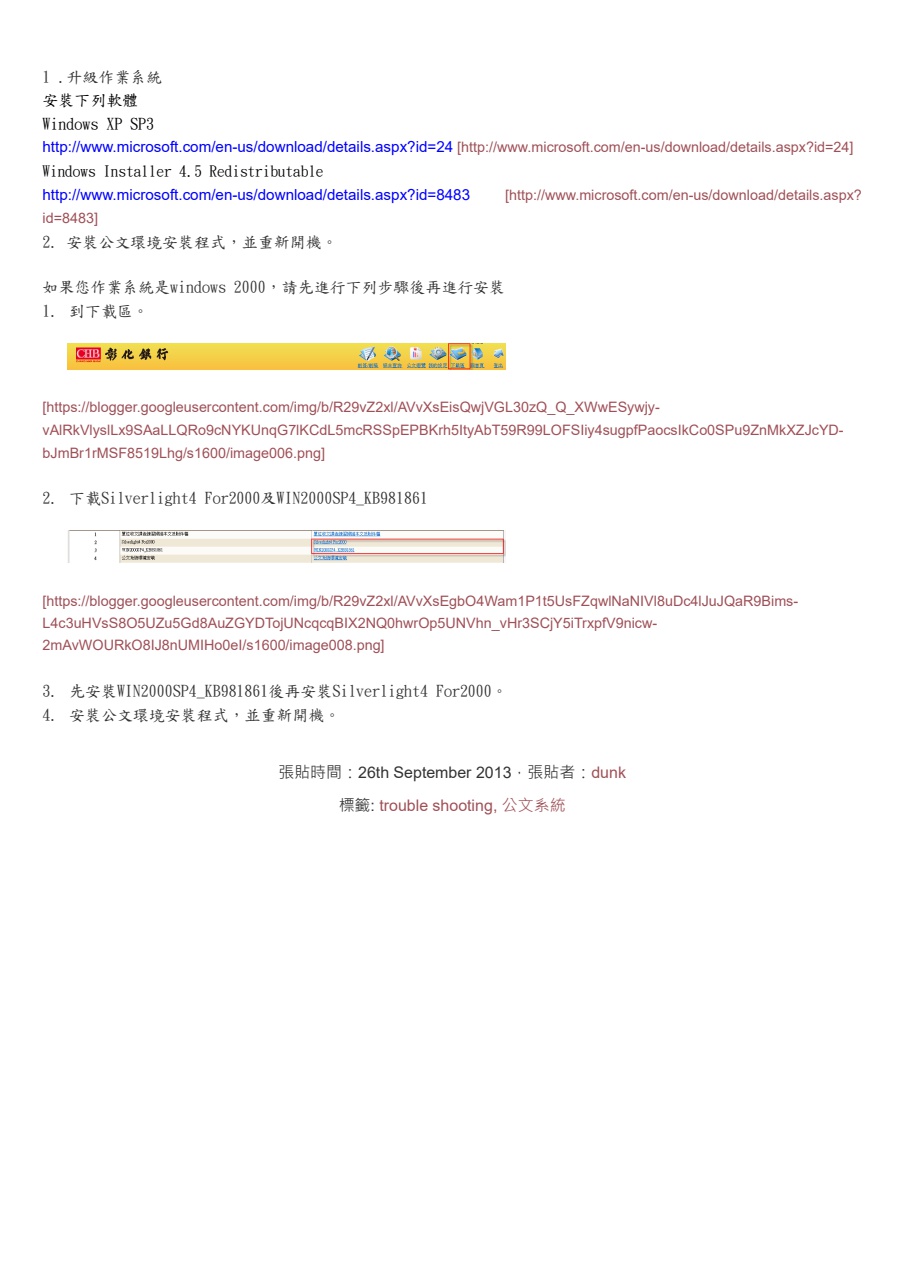 1 .升級作業系統
安裝下列軟體
Windows XP SP3
http://www.microsoft.com/en-us/download/details.aspx?id=24 [http://www.microsoft.com/en-us/download/details.aspx?id=24]
Windows Installer 4.5 Redistributable
http://www.microsoft.com/en-us/download/details.aspx?id=8483 [http://www.microsoft.com/en-us/download/details.aspx?
id=8483]
2. 安裝公文環境安裝程式，並重新開機。
如果您作業系統是windows 2000，請先進行下列步驟後再進行安裝
1. 到下載區。
CHB 彰化銀行
[https://blogger.googleusercontent.com/img/b/R29vZ2xl/AVvXsEisQwjVGL30zQ_Q_XWwESywjy-
vAlRkVlyslLx9SAaLLQRo9cNYKUnqG7lKCdL5mcRSSpEPBKrh5ItyAbT59R99LOFSIiy4sugpfPaocsIkCo0SPu9ZnMkXZJcYD-
bJmBr1rMSF8519Lhg/s1600/image006.png]
2. 下載Silverlight4 For2000及WIN2000SP4_KB981861
1
2 Silverlight4 For2000 Silverlight4 For2000
3 WIN2000SP4_KB981861 WIN2000SP4_KB981861
4
[https://blogger.googleusercontent.com/img/b/R29vZ2xl/AVvXsEgbO4Wam1P1t5UsFZqwlNaNIVl8uDc4lJuJQaR9Bims-
L4c3uHVsS8O5UZu5Gd8AuZGYDTojUNcqcqBIX2NQ0hwrOp5UNVhn_vHr3SCjY5iTrxpfV9nicw-
2mAvWOURkO8IJ8nUMIHo0eI/s1600/image008.png]
3. 先安裝WIN2000SP4_KB981861後再安裝Silverlight4 For2000。
4. 安裝公文環境安裝程式，並重新開機。
張貼時間：26th September 2013，張貼者：dunk
標籤: trouble shooting, 公文系統